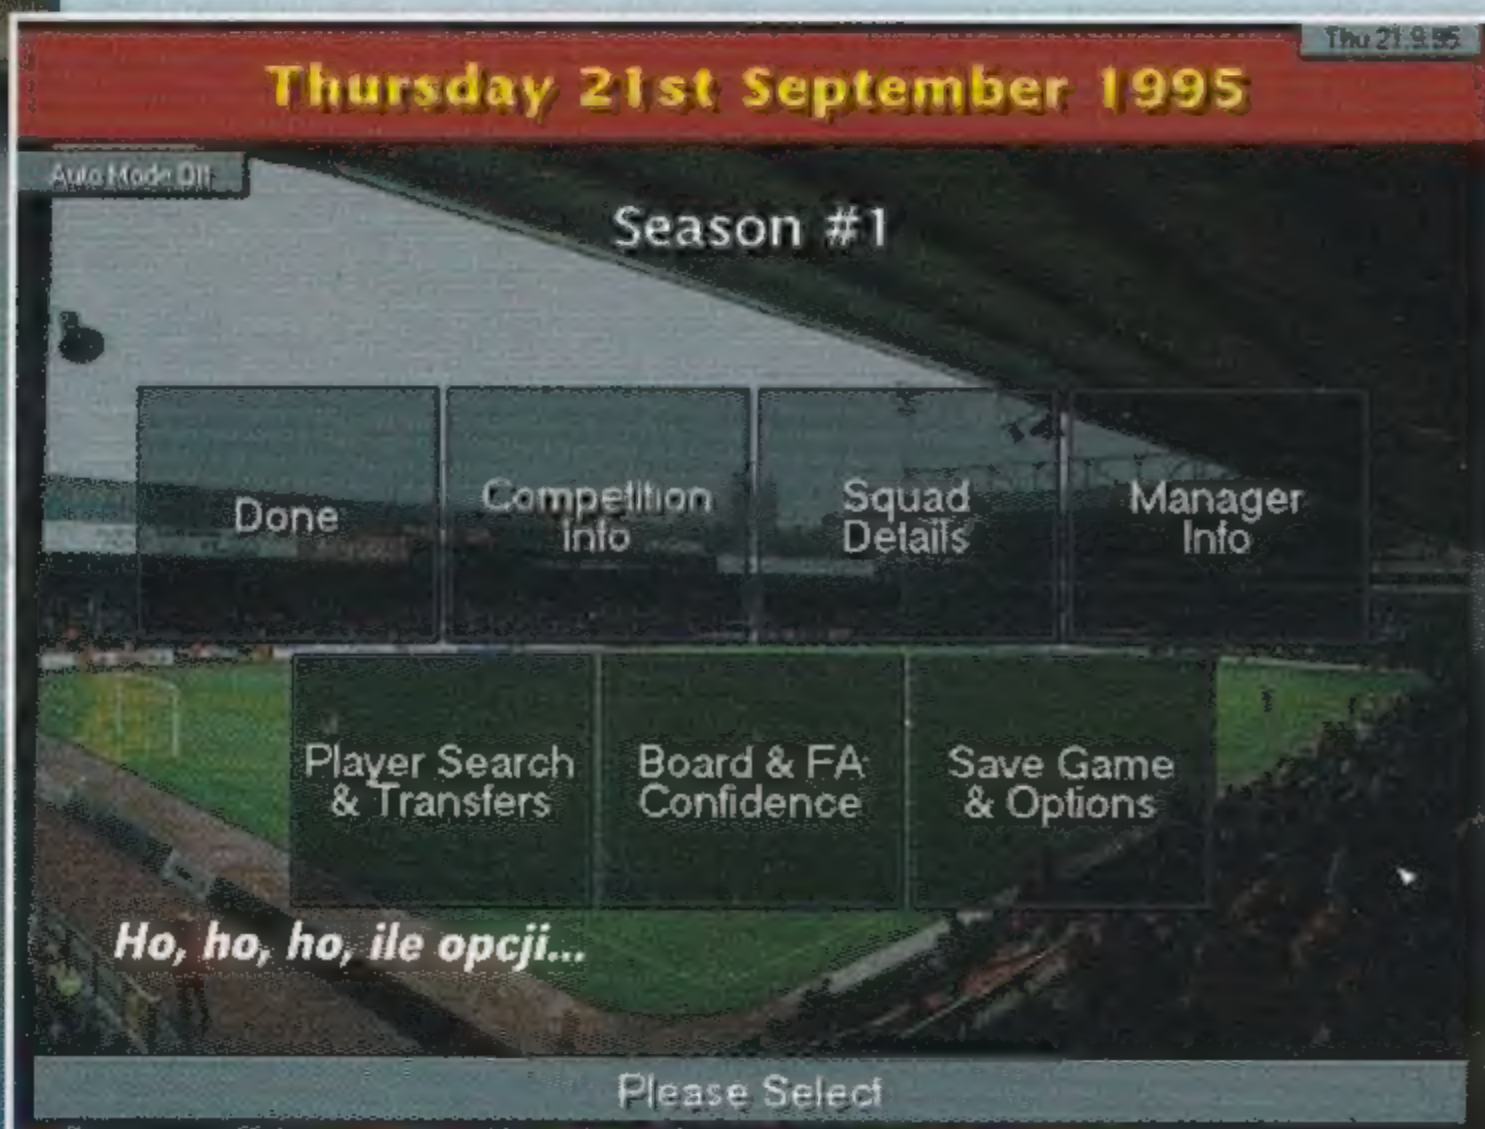 Thu 21.9.95
Thursday 21st September 1995
Auto Mode Off
Season #1
Done
Competition
Info
Squad
Details
Manager
Info
Player Search
& Transfers
Board & FA
Confidence
Save Game
& Options
Ho, ho, ho, ile opcji...
Please Select